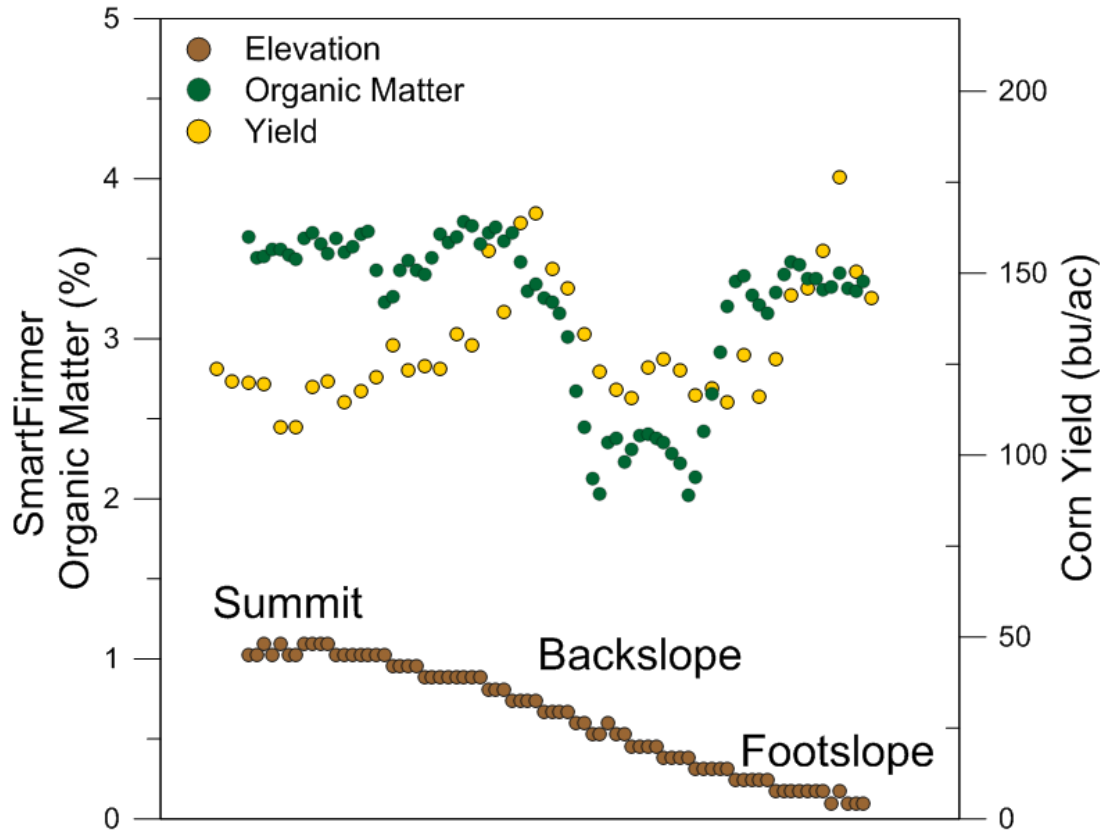 5
4
3
2
1
0
SmartFirmer
Organic Matter (%)
Elevation
Organic Matter
Yield
Summit
Backslope
Footslope
200
150
100
50
0
Corn Yield (bu/ac)